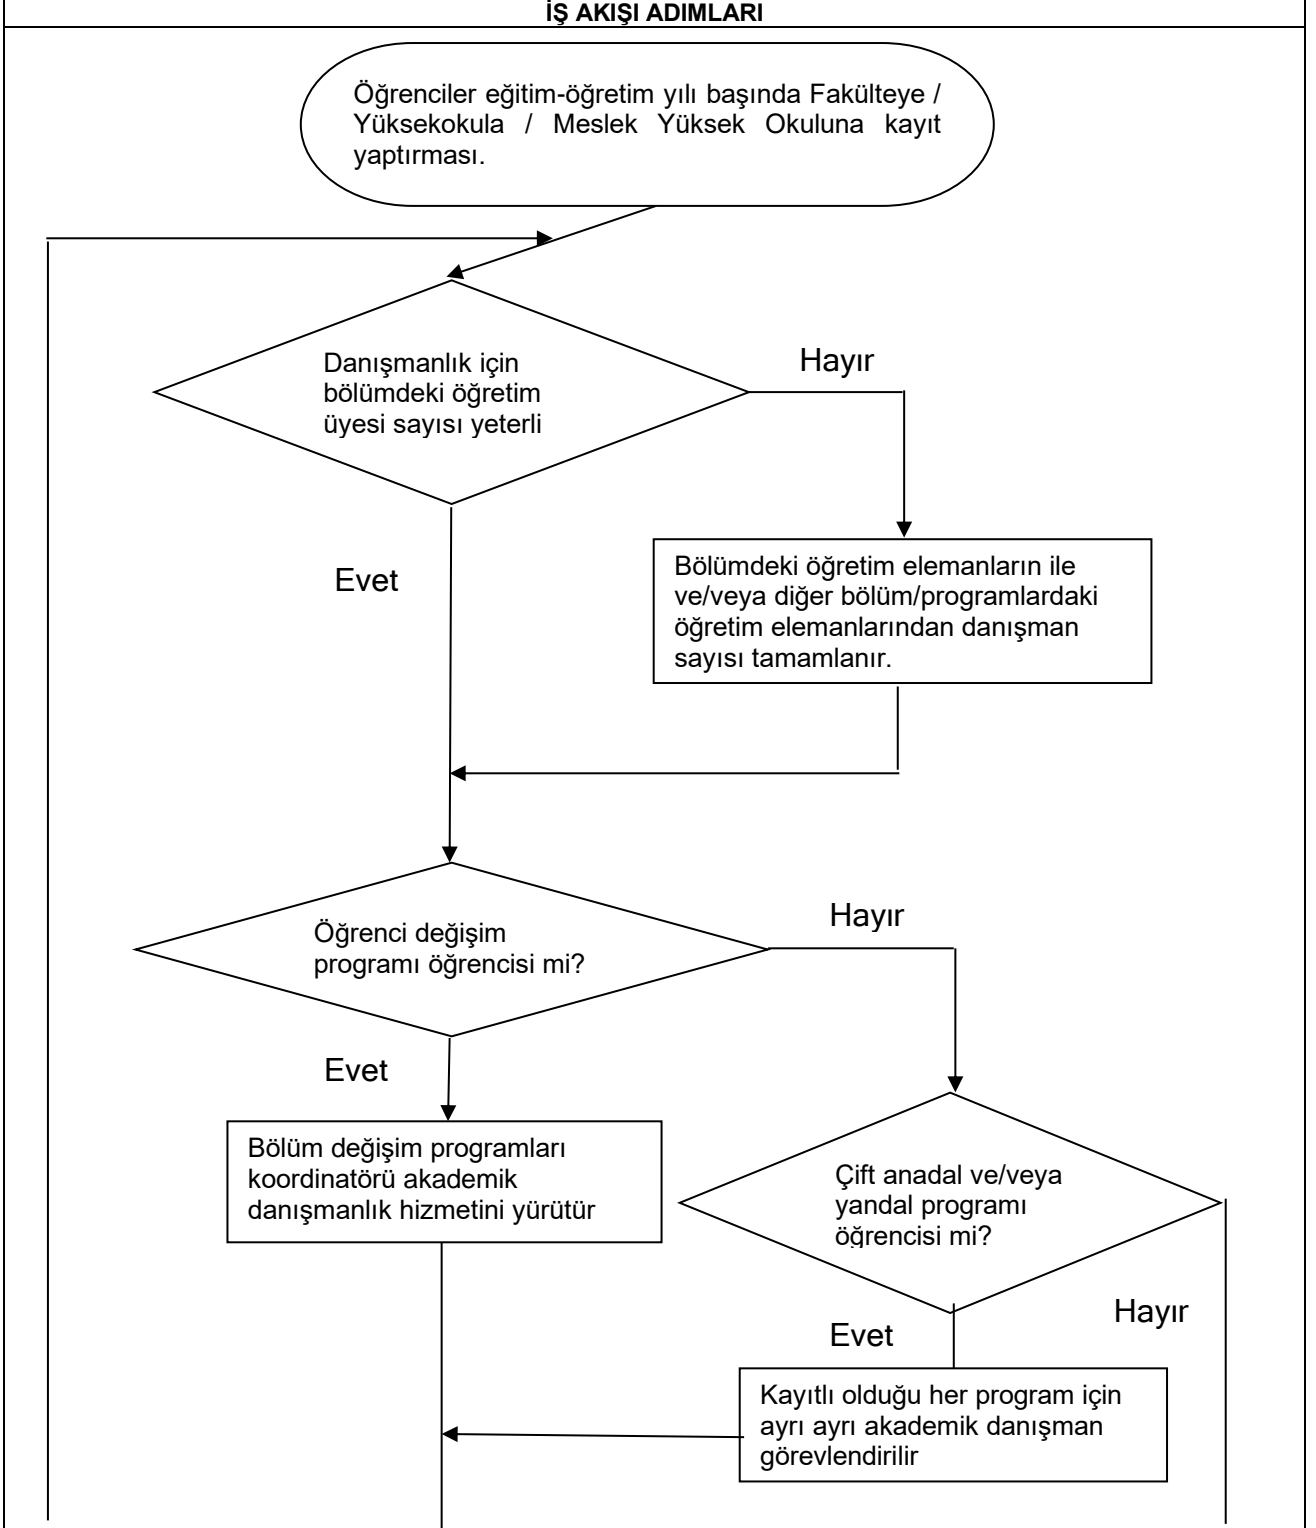 İŞ AKIŞI ADIMLARI
Öğrenciler eğitim-öğretim yılı başında Fakülteye /
Yüksekokula / Meslek Yüksek Okuluna kayıt
yaptırması.
Danışmanlık için
bölümdeki öğretim
üyesi sayısı yeterli
Hayır
Evet
Bölümdeki öğretim elemanların ile
ve/veya diğer bölüm/programlardaki
öğretim elemanlarından danışman
sayısı tamamlanır.
Öğrenci değişim
programı öğrencisi mi?
Hayır
Evet
Bölüm değişim programları
koordinatörü akademik
danışmanlık hizmetini yürütür
Çift anadal ve/veya
yandal programı
öğrencisi mi?
Hayır
Evet
Kayıtlı olduğu her program için
ayrı ayrı akademik danışman
görevlendirilir